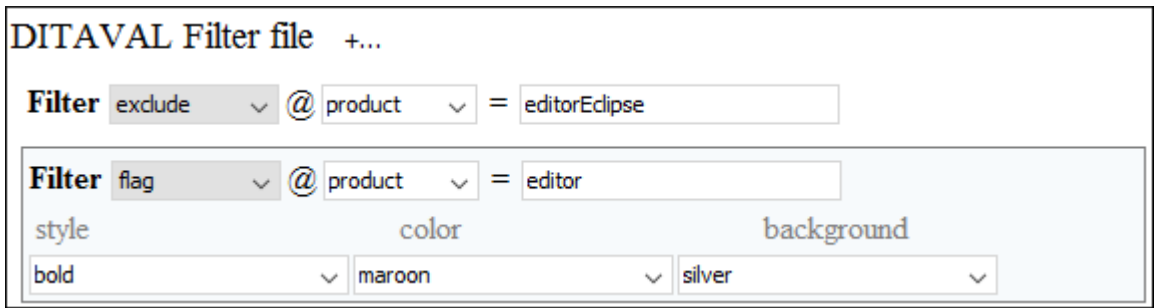 DITAVAL Filter file +...
Filter exclude @ product = editorEclipse
Filter flag @ product = editor
style color background
bold maroon silver